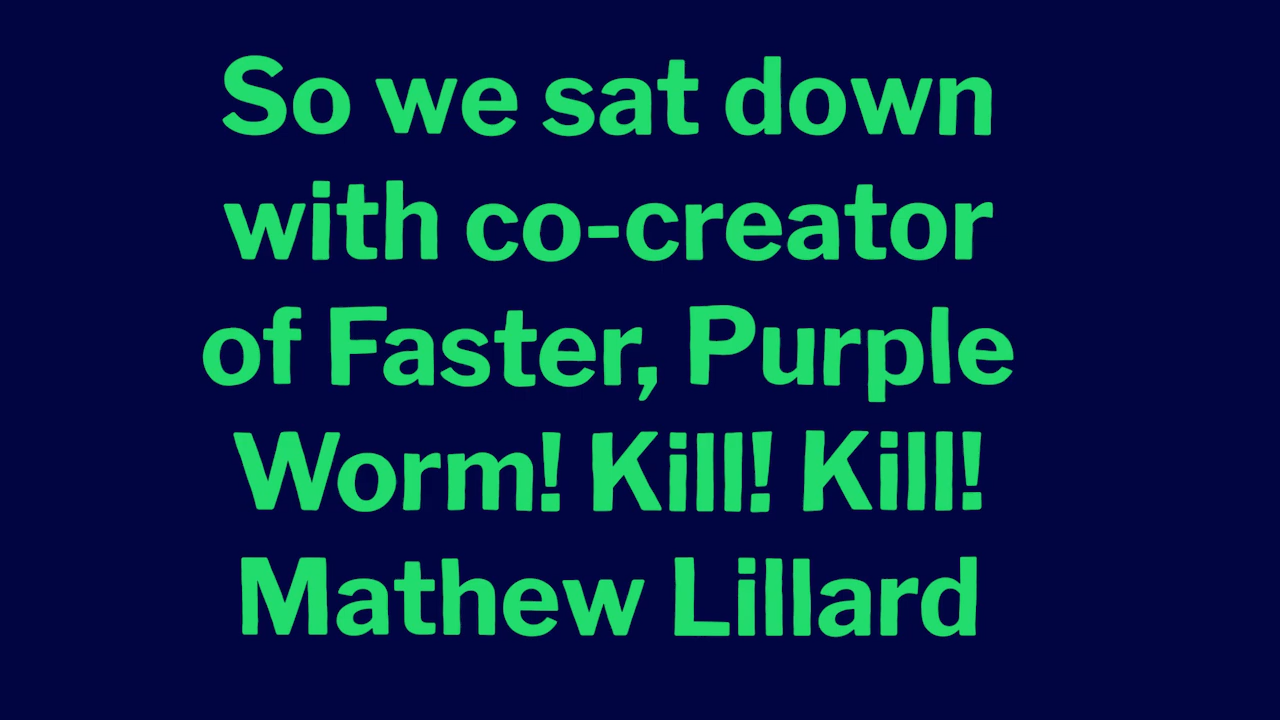 So we sat down
with co-creator
of Faster, Purple
Worm! Kill! Kill!
Mathew Lillard